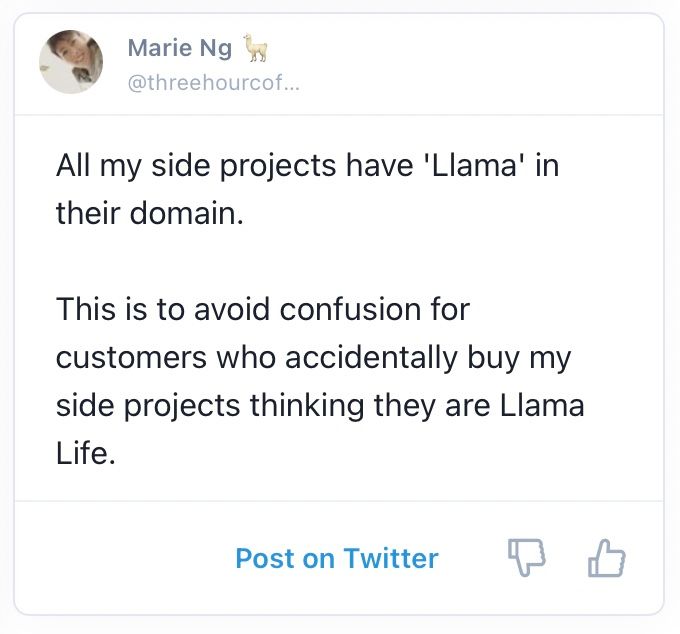 Marie Ng 🦙
@threehourcof...
All my side projects have 'Llama' in
their domain.
This is to avoid confusion for
customers who accidentally buy my
side projects thinking they are Llama
Life.
Post on Twitter